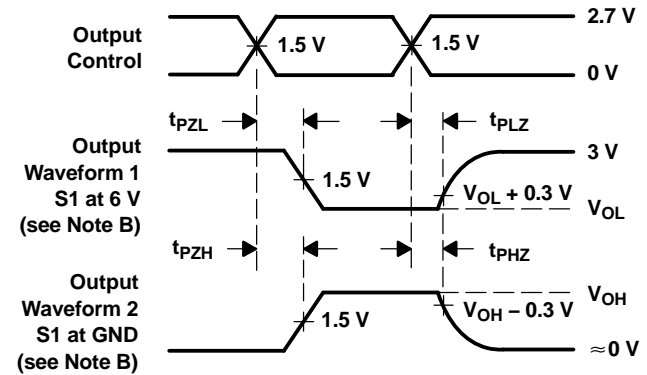 2.7 V
Output
Control
1.5 V
1.5 V
0 V
tPZL
tPLZ
Output
Waveform 1
S1 at 6 V
(see Note B)
3 V
1.5 V
VOL + 0.3 V
VOL
tPZH
tPHZ
Output
Waveform 2
S1 at GND
(see Note B)
VOH
VOH − 0.3 V
1.5 V
≈0 V